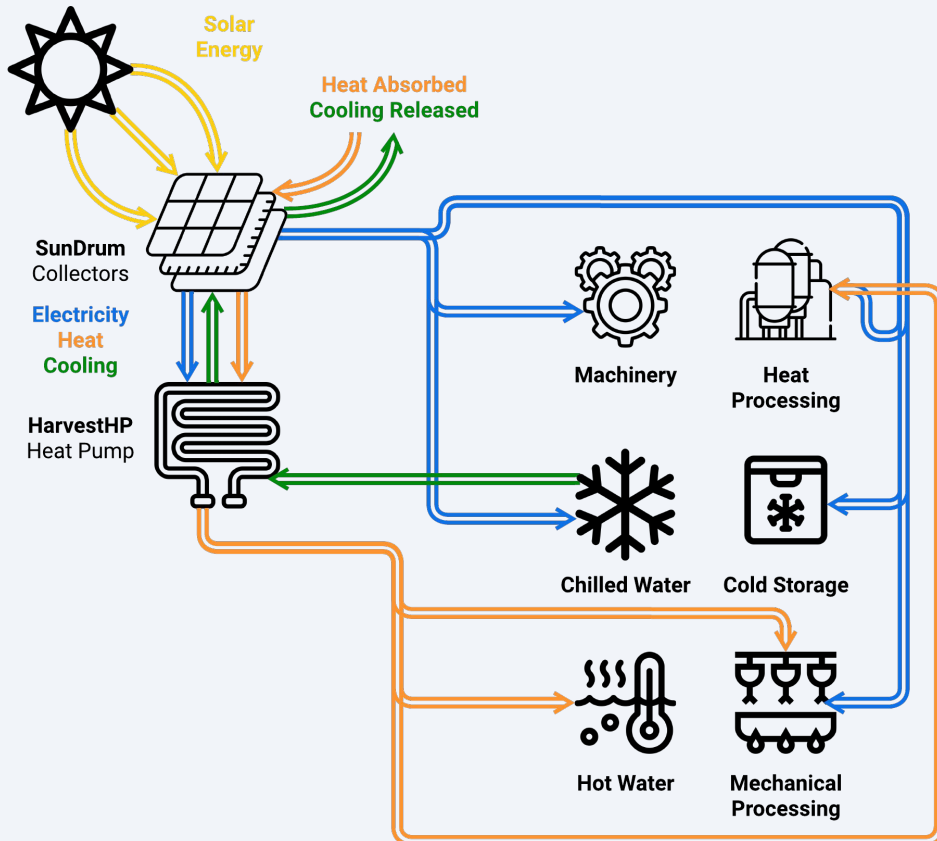 Solar
Energy
Heat Absorbed
Cooling Released
SunDrum
Collectors
Electricity
Heat
Cooling
HarvestHP
Heat Pump
Machinery
Heat
Processing
Chilled Water
Cold Storage
Hot Water
Mechanical
Processing